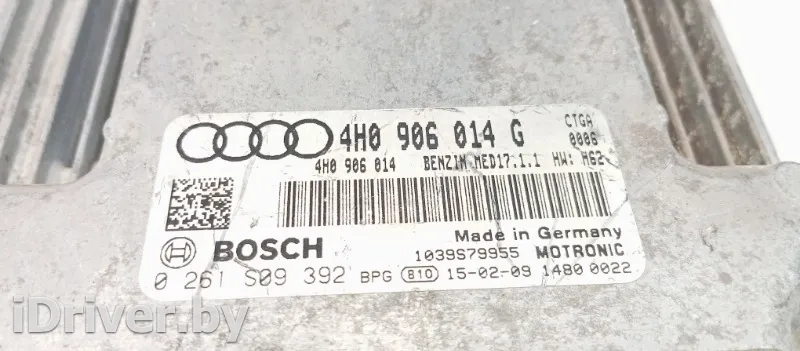 4H0 906 014 G CTGA
0006
4H0 906 014 BENZIN MED17.1.1 HW: H62
Made in Germany
BOSCH 1039S79955 MOTRONIC
0 261 S09 392 BPG 810 15-02-09 1480 0022
iDriver.by